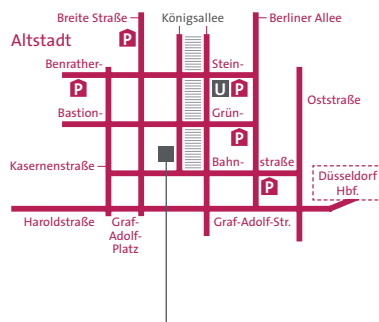 Breite Straße
Königsallee
Berliner Allee
P
Altstadt
Benrather-
Stein-
P
U
P
Oststraße
Bastion-
Grün-
P
Kasernenstraße
Bahn-
straße
P
Düsseldorf
Hbf.
Haroldstraße
Graf-
Adolf-
Platz
Graf-Adolf-Str.